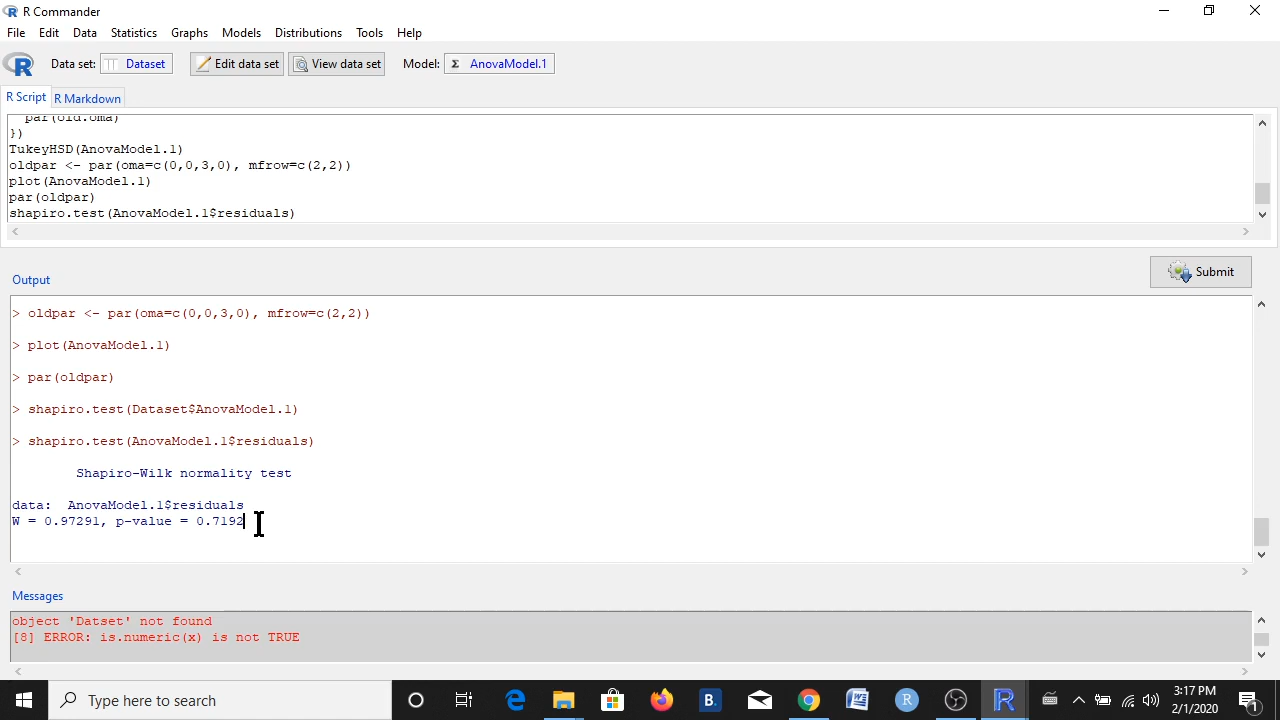 R Commander
File Edit Data Statistics Graphs Models Distributions Tools Help
R Data set: Dataset Edit data set View data set Model: Σ AnovaModel.1
R Script R Markdown
par(old.oma)
})
TukeyHSD(AnovaModel.1)
oldpar <- par(oma=c(0,0,3,0), mfrow=c(2,2))
plot(AnovaModel.1)
par(oldpar)
shapiro.test(AnovaModel.1$residuals)
Submit
Output
> oldpar <- par(oma=c(0,0,3,0), mfrow=c(2,2))
> plot(AnovaModel.1)
> par(oldpar)
> shapiro.test(Dataset$AnovaModel.1)
> shapiro.test(AnovaModel.1$residuals)
Shapiro-Wilk normality test
data:  AnovaModel.1$residuals
W = 0.97291, p-value = 0.7192
Messages
object 'Datset' not found
[8] ERROR: is.numeric(x) is not TRUE
Type here to search
3:17 PM
2/1/2020